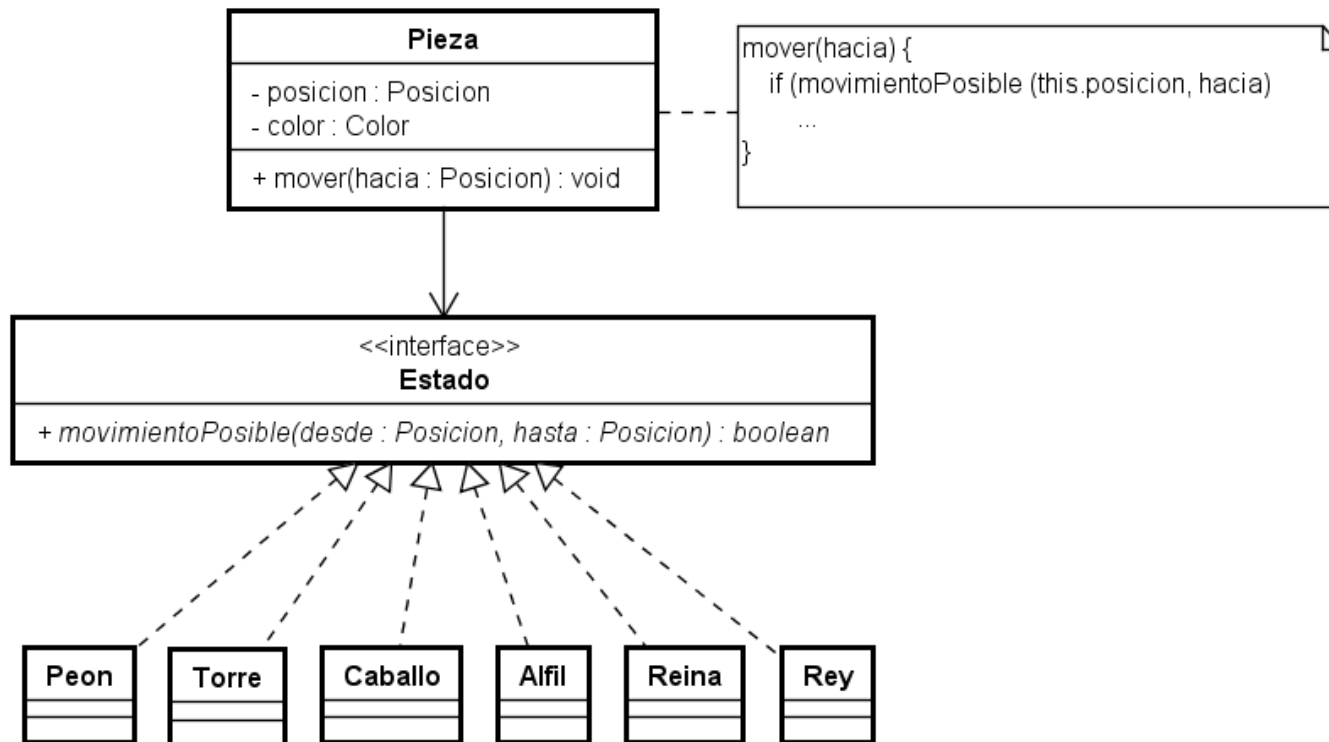 Pieza
- posicion : Posicion
- color : Color
+ mover(hacia : Posicion) : void
mover(hacia) {
if (movimientoPosible (this.posicion, hacia)
...
}
<<interface>>
Estado
+ movimientoPosible(desde : Posicion, hasta : Posicion) : boolean
Peon
Torre
Caballo
Alfil
Reina
Rey